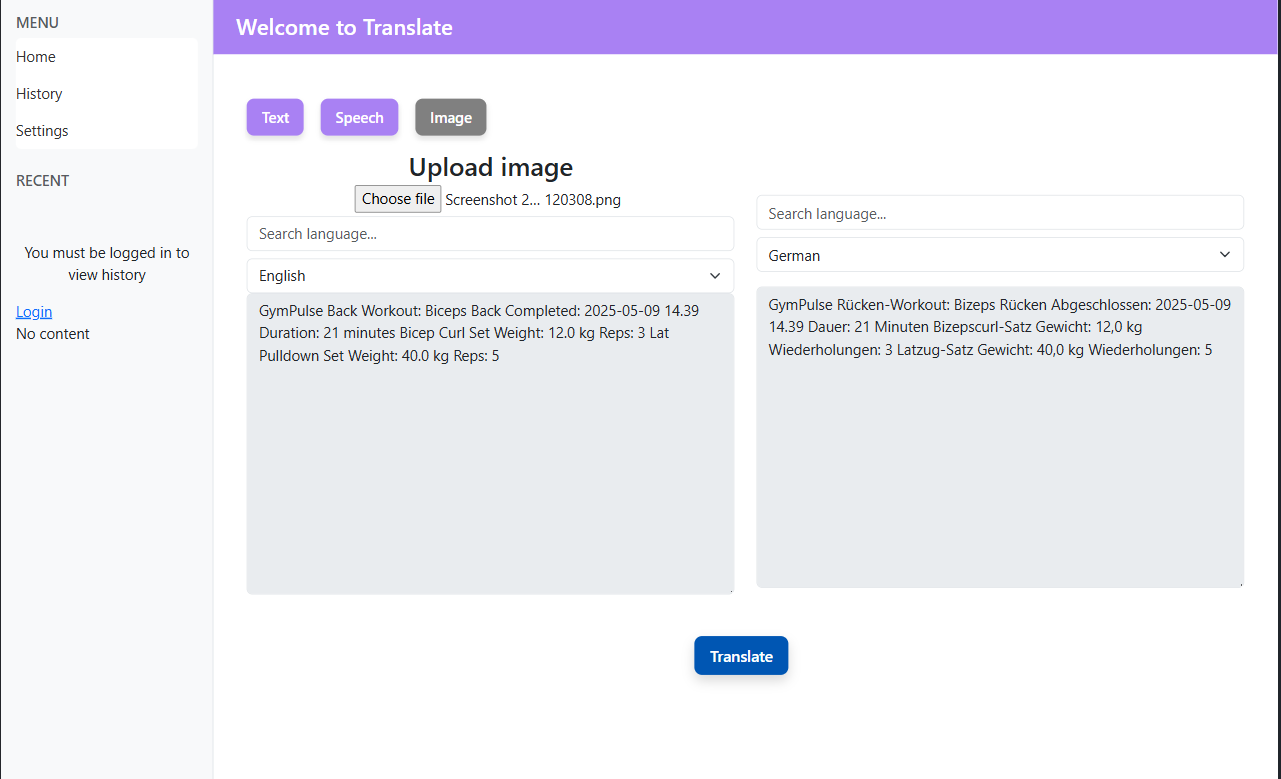 MENU
Home
History
Settings
RECENT
You must be logged in to
view history
Login
No content
Welcome to Translate
Text
Speech
Image
Upload image
Choose file Screenshot 2... 120308.png
Search language...
English
GymPulse Back Workout: Biceps Back Completed: 2025-05-09 14.39
Duration: 21 minutes Bicep Curl Set Weight: 12.0 kg Reps: 3 Lat
Pulldown Set Weight: 40.0 kg Reps: 5
Search language...
German
GymPulse Rücken-Workout: Bizeps Rücken Abgeschlossen: 2025-05-09
14.39 Dauer: 21 Minuten Bizepscurl-Satz Gewicht: 12,0 kg
Wiederholungen: 3 Latzug-Satz Gewicht: 40,0 kg Wiederholungen: 5
Translate